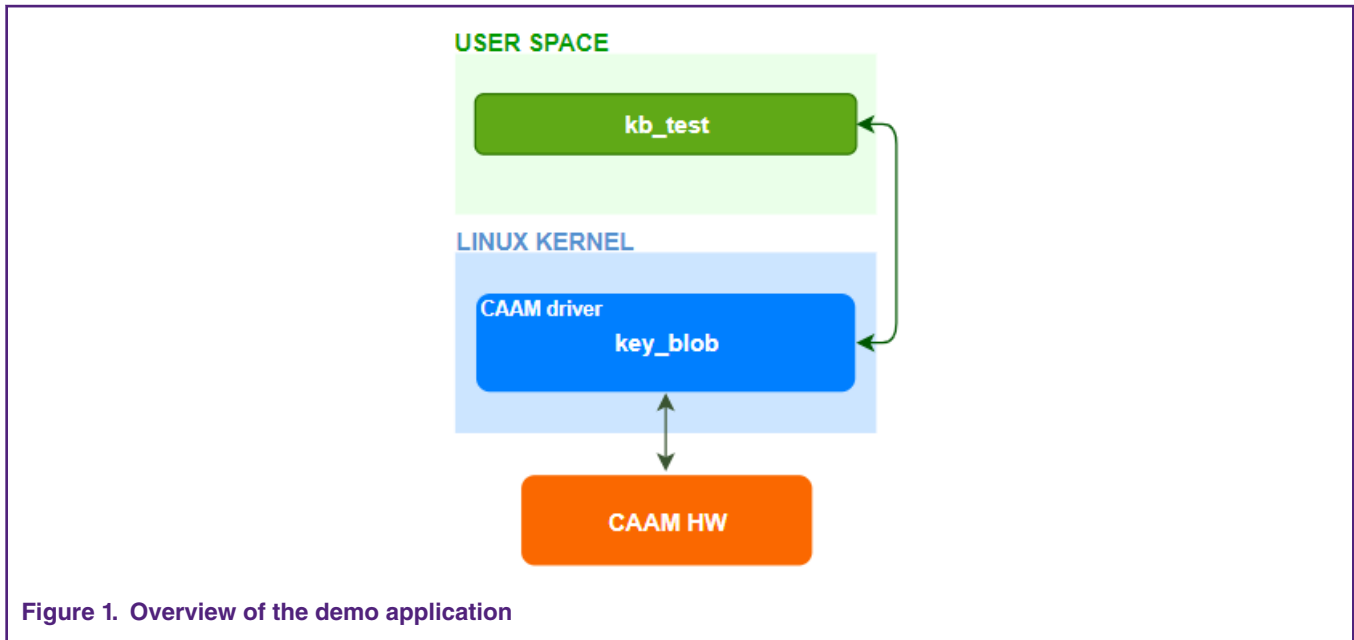 USER SPACE
kb_test
LINUX KERNEL
CAAM driver
key_blob
CAAM HW
Figure 1. Overview of the demo application